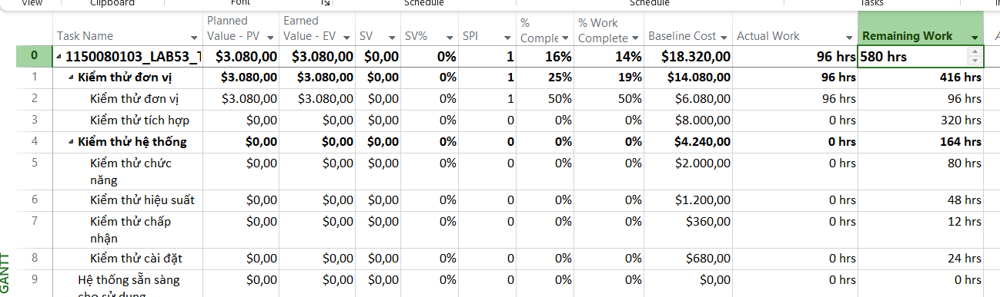 View Clipboard Font Schedule Schedule Tasks
Task Name Planned Value - PV Earned Value - EV SV SV% SPI % Comple % Work Complete Baseline Cost Actual Work Remaining Work
0 1150080103_LAB53_T $3.080,00 $3.080,00 $0,00 0% 1 16% 14% $18.320,00 96 hrs 580 hrs
1 Kiểm thử đơn vị $3.080,00 $3.080,00 $0,00 0% 1 25% 19% $14.080,00 96 hrs 416 hrs
2 Kiểm thử đơn vị $3.080,00 $3.080,00 $0,00 0% 1 50% 50% $6.080,00 96 hrs 96 hrs
3 Kiểm thử tích hợp $0,00 $0,00 $0,00 0% 0 0% 0% $8.000,00 0 hrs 320 hrs
4 Kiểm thử hệ thống $0,00 $0,00 $0,00 0% 0 0% 0% $4.240,00 0 hrs 164 hrs
5 Kiểm thử chức năng $0,00 $0,00 $0,00 0% 0 0% 0% $2.000,00 0 hrs 80 hrs
6 Kiểm thử hiệu suất $0,00 $0,00 $0,00 0% 0 0% 0% $1.200,00 0 hrs 48 hrs
7 Kiểm thử chấp nhận $0,00 $0,00 $0,00 0% 0 0% 0% $360,00 0 hrs 12 hrs
8 Kiểm thử cài đặt $0,00 $0,00 $0,00 0% 0 0% 0% $680,00 0 hrs 24 hrs
9 Hệ thống sẵn sàng cho sử dụng $0,00 $0,00 $0,00 0% 0 0% 0% $0,00 0 hrs 0 hrs
GANTT